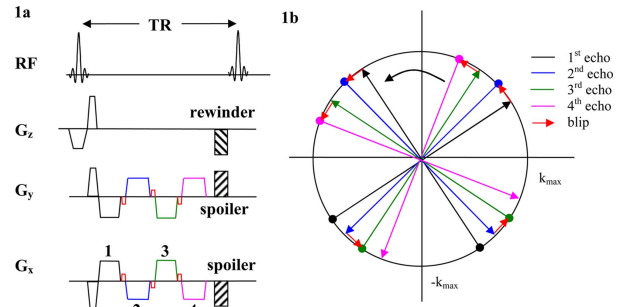 1a
TR
RF
rewinder
Gz
Gy
spoiler
1 3 spoiler
Gx
2 4
1b
1st echo
2nd echo
3rd echo
4th echo
blip
kmax
-kmax